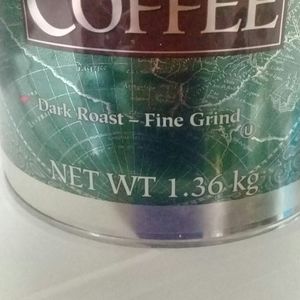 COFFEE
Dark Roast – Fine Grind
NET WT 1.36 kg